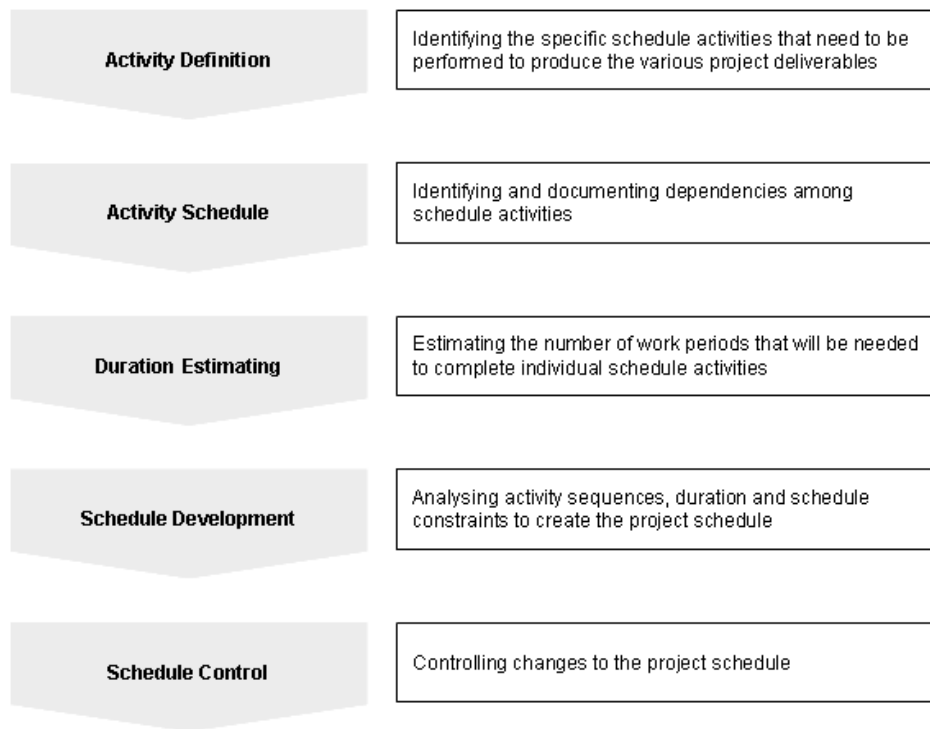 Activity Definition
Identifying the specific schedule activities that need to be
performed to produce the various project deliverables
Activity Schedule
Identifying and documenting dependencies among
schedule activities
Duration Estimating
Estimating the number of work periods that will be needed
to complete individual schedule activities
Schedule Development
Analysing activity sequences, duration and schedule
constraints to create the project schedule
Schedule Control
Controlling changes to the project schedule